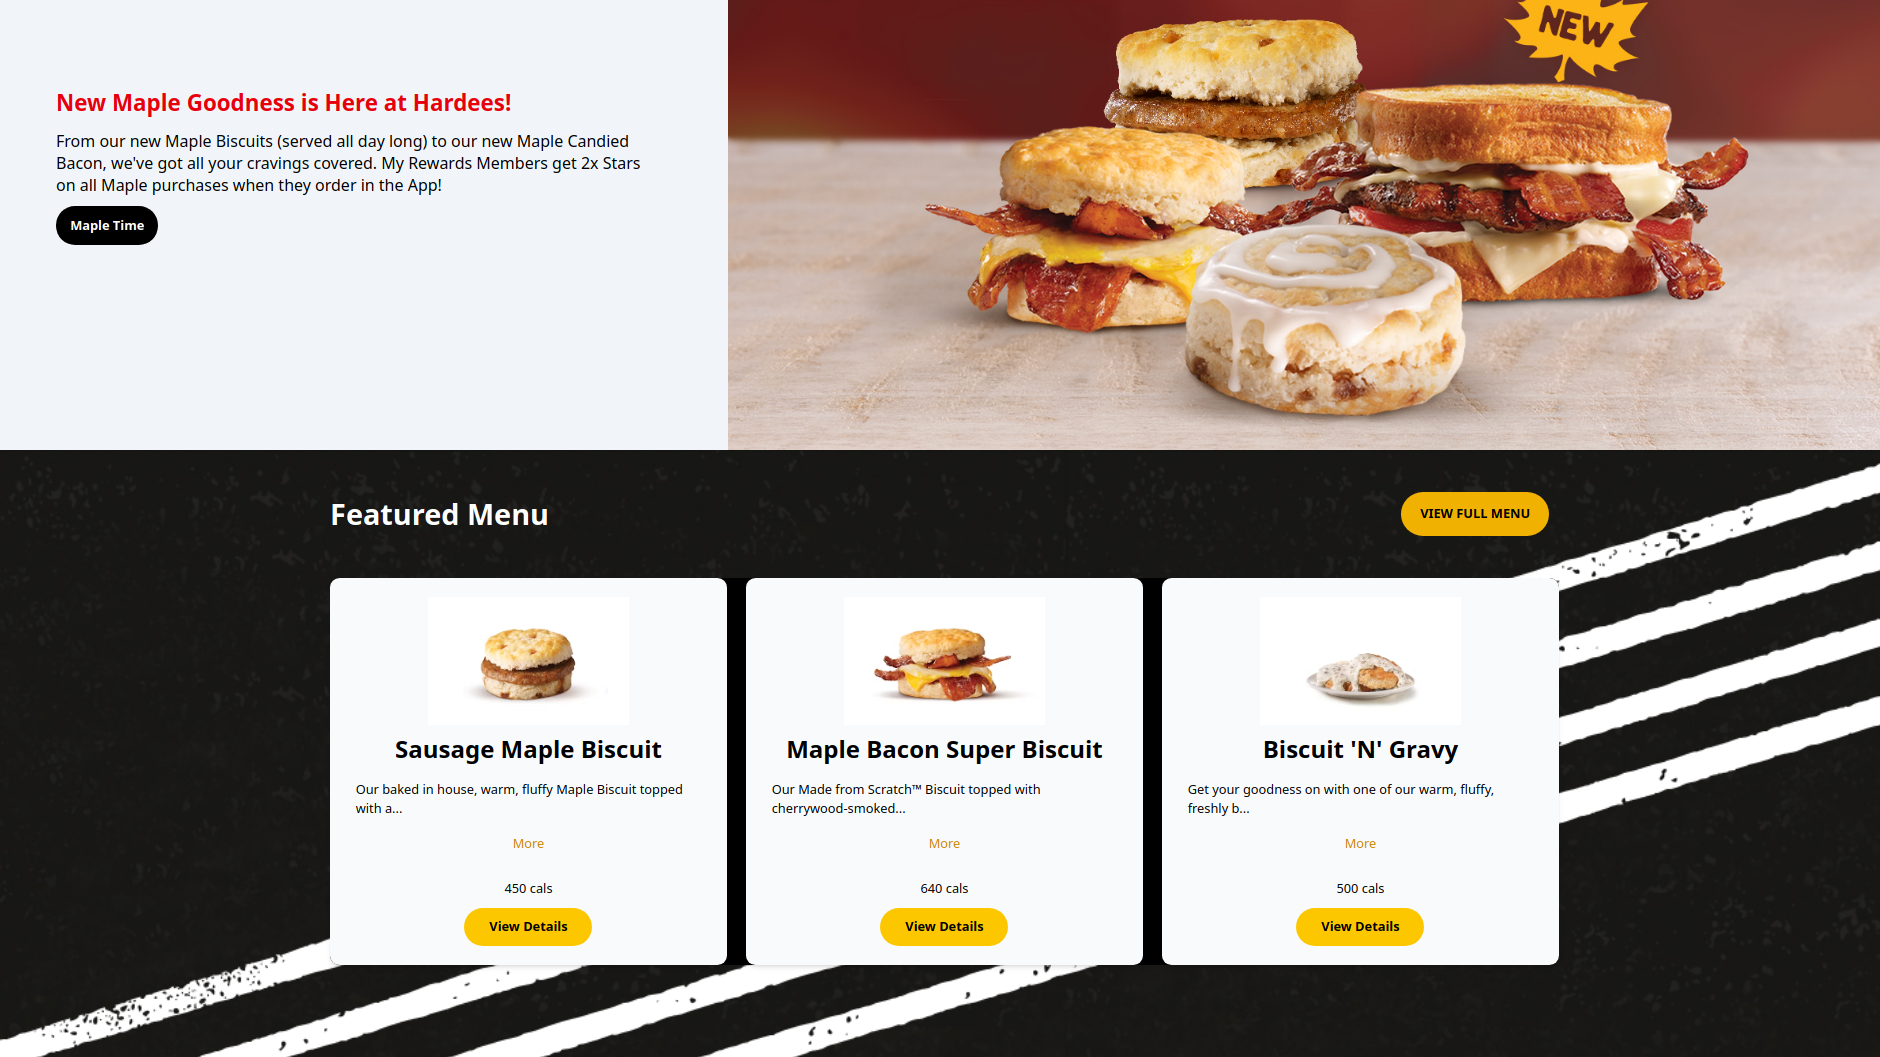 NEW
New Maple Goodness is Here at Hardees!
From our new Maple Biscuits (served all day long) to our new Maple Candied
Bacon, we've got all your cravings covered. My Rewards Members get 2x Stars
on all Maple purchases when they order in the App!
Maple Time
Featured Menu
VIEW FULL MENU
Sausage Maple Biscuit
Our baked in house, warm, fluffy Maple Biscuit topped
with a...
More
450 cals
View Details
Maple Bacon Super Biscuit
Our Made from Scratch™ Biscuit topped with
cherrywood-smoked...
More
640 cals
View Details
Biscuit 'N' Gravy
Get your goodness on with one of our warm, fluffy,
freshly b...
More
500 cals
View Details